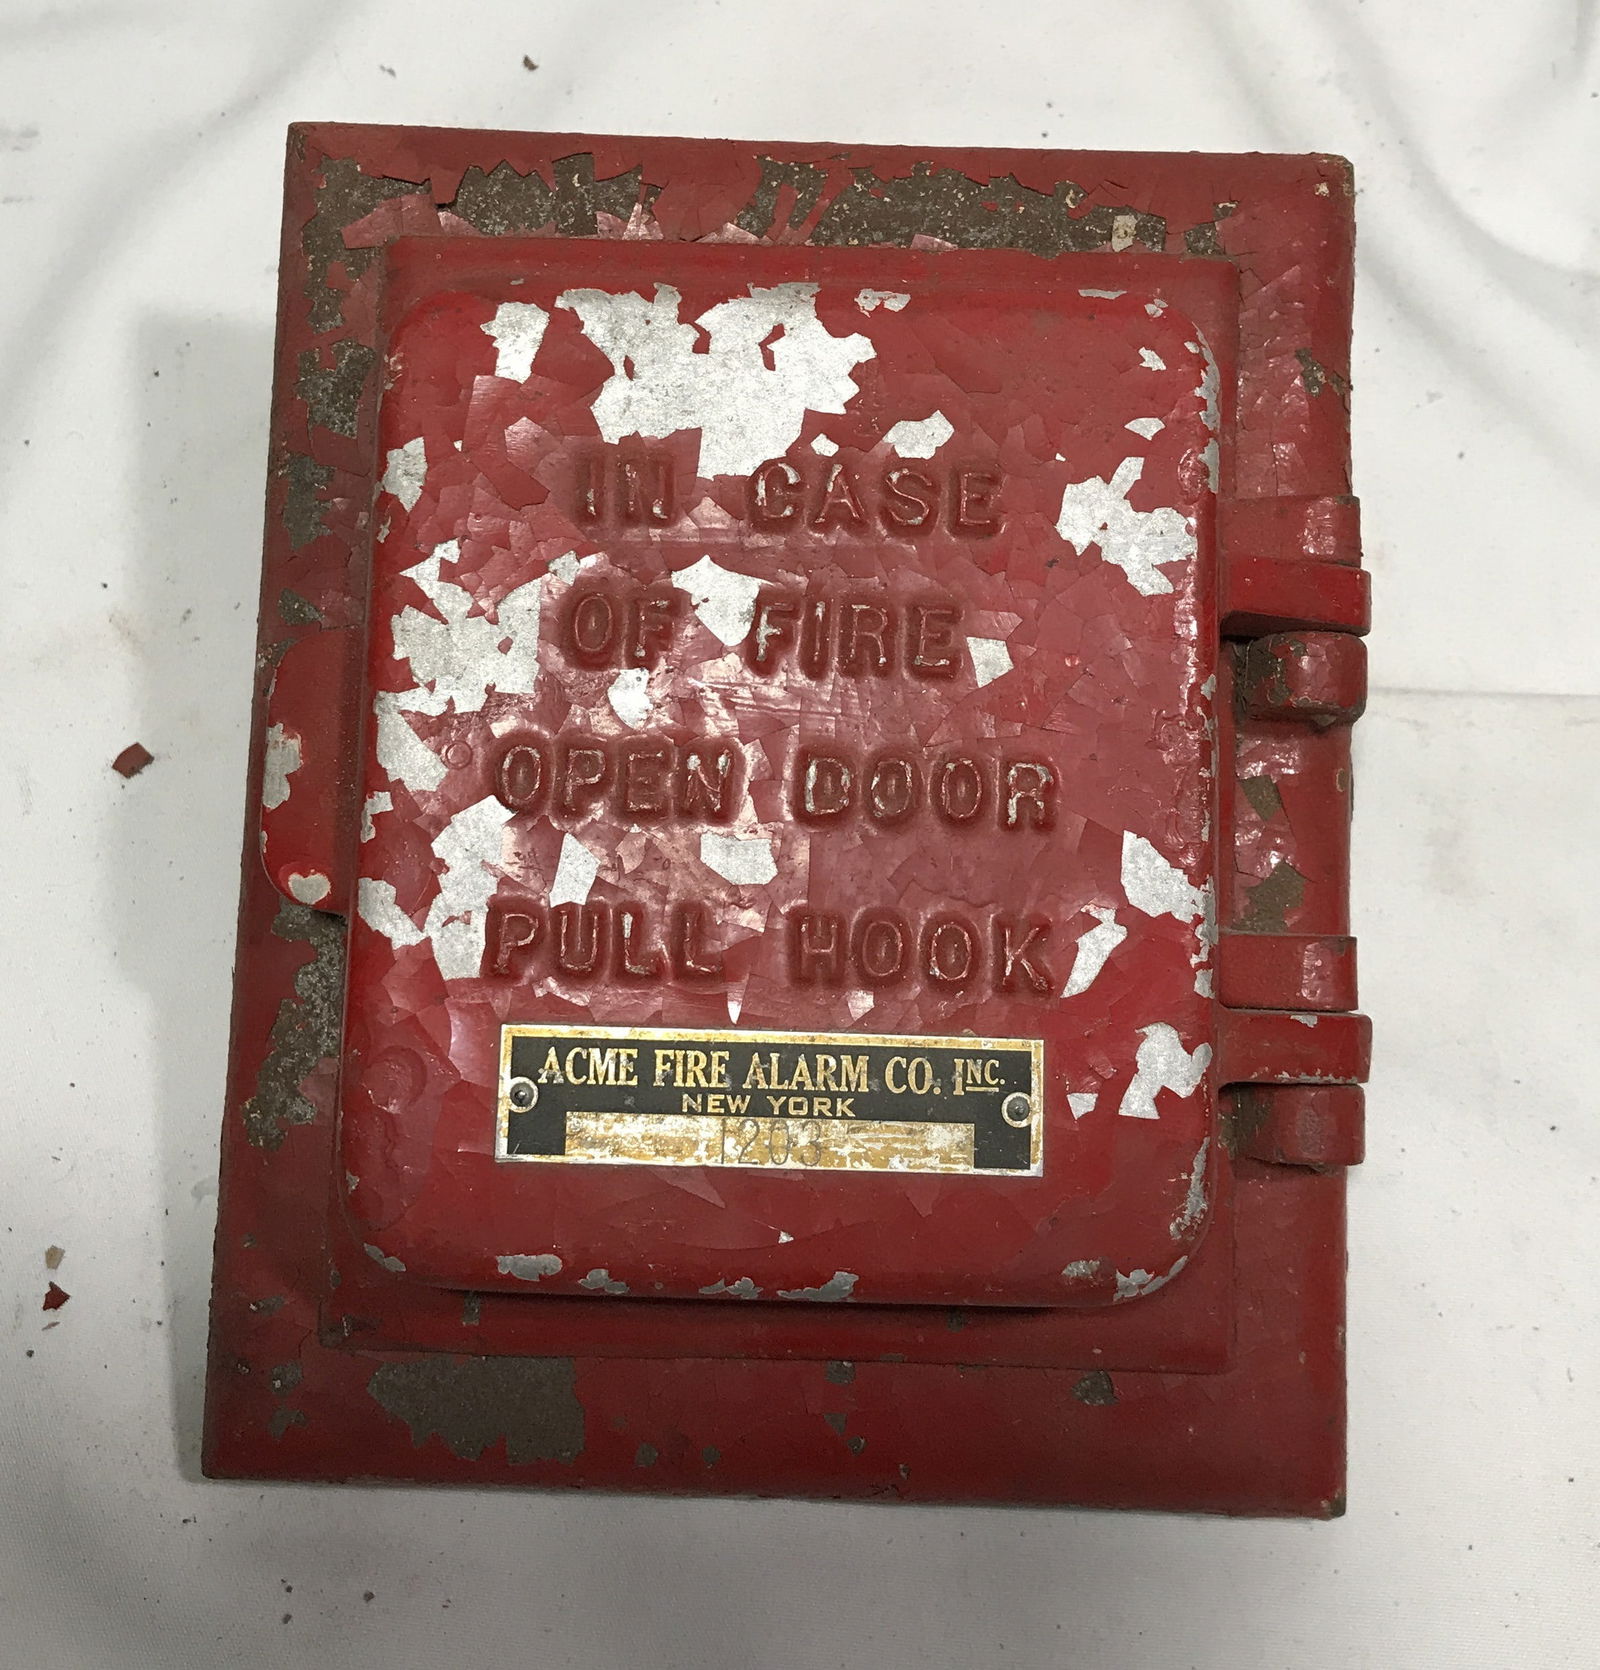 IN CASE
OF FIRE
OPEN DOOR
PULL HOOK
ACME FIRE ALARM CO. INC.
NEW YORK
1203